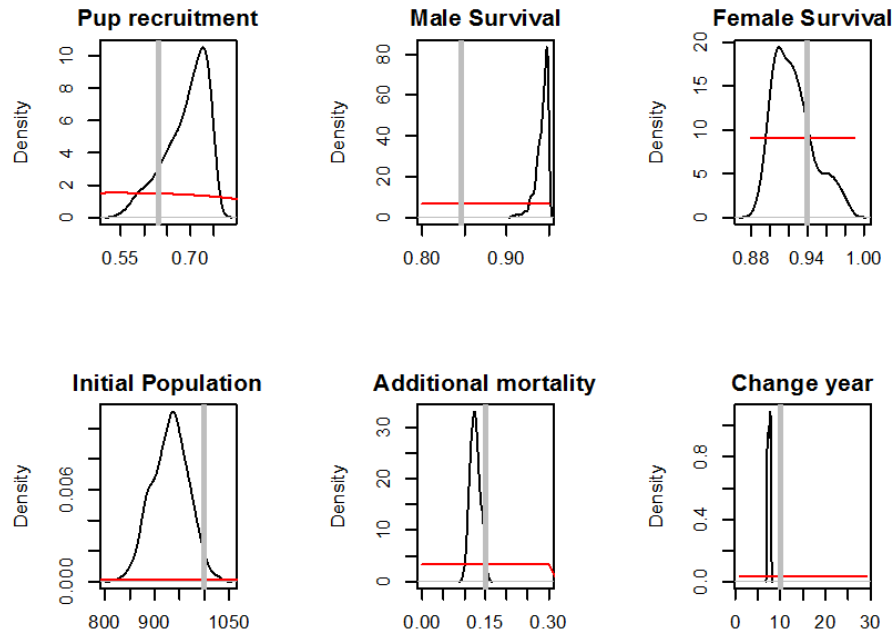 Pup recruitment
Male Survival
Female Survival
Density
0 2 4 6 8 10
0.55 0.70
0 20 40 60 80
0.80 0.90
Density
0 5 10 15 20
0.88 0.94 1.00
Initial Population
Additional mortality
Change year
Density
0.000 0.006
800 900 1050
Density
0 10 20 30
0.00 0.15 0.30
Density
0.0 0.4 0.8
0 10 20 30